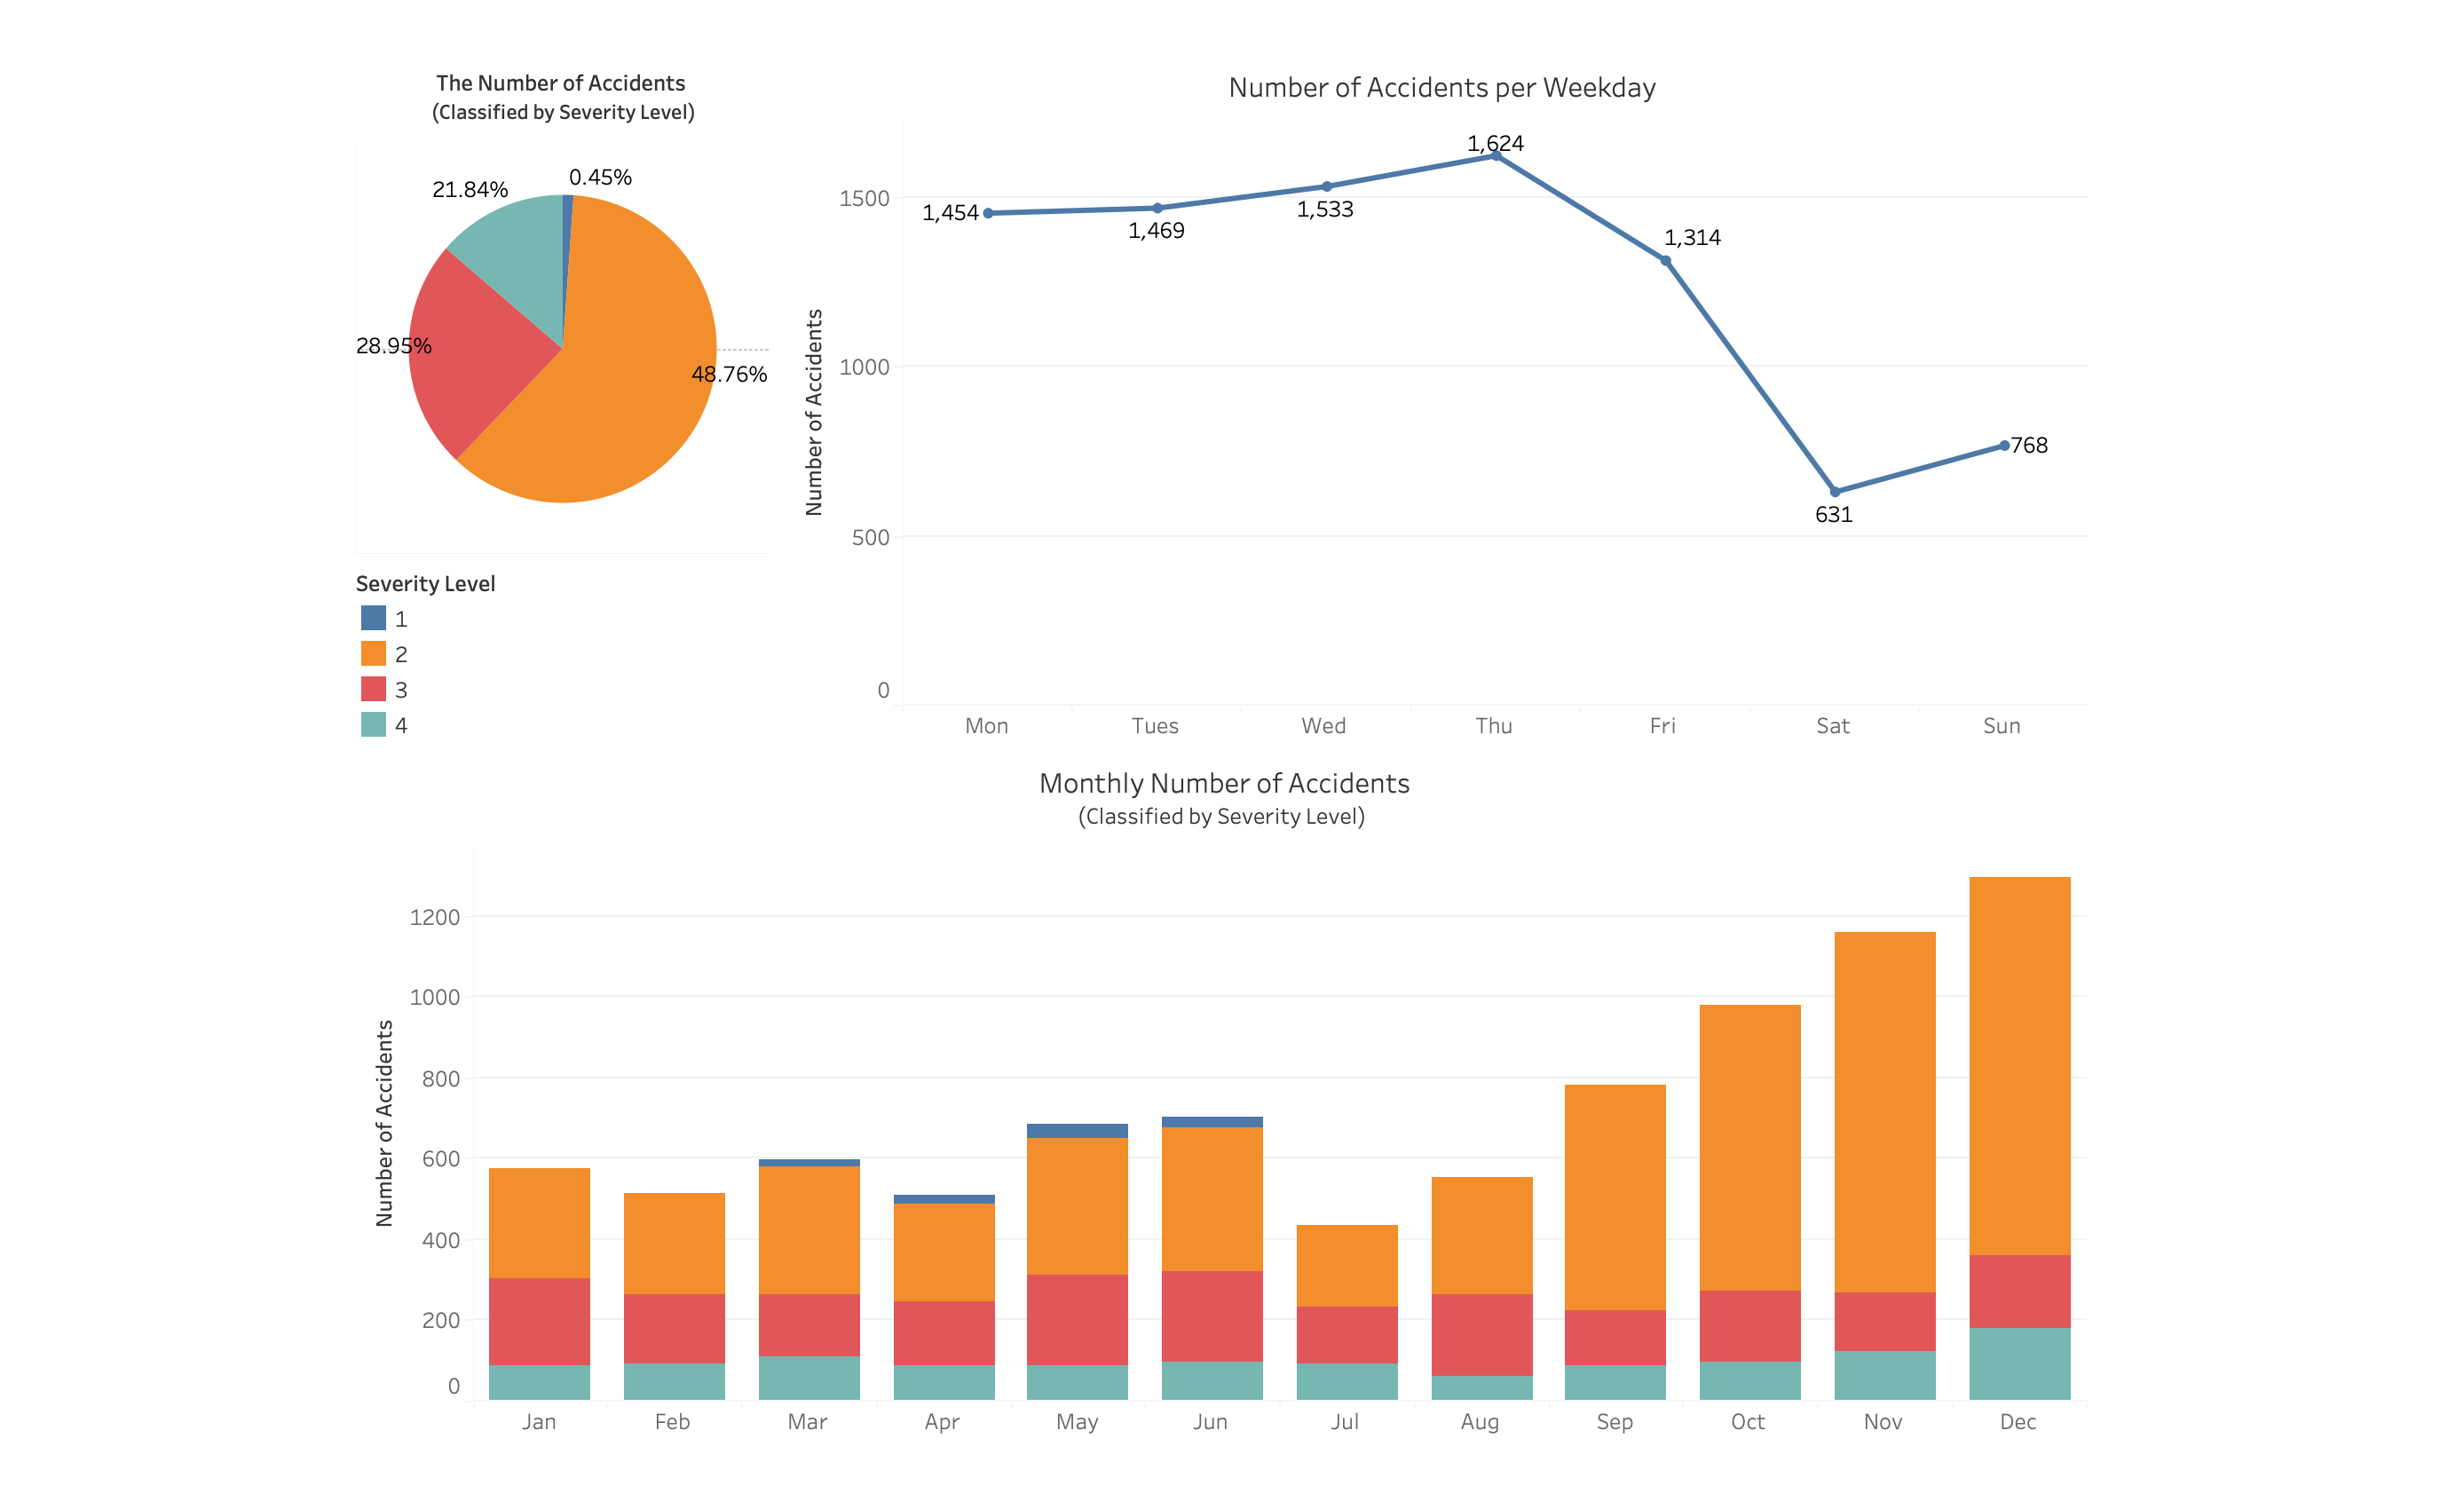 The Number of Accidents
(Classified by Severity Level)
21.84%
0.45%
28.95%
48.76%
Severity Level
1
2
3
4
Number of Accidents per Weekday
Number of Accidents
1500
1000
500
0
1,454
1,469
1,533
1,624
1,314
631
768
Mon Tues Wed Thu Fri Sat Sun
Monthly Number of Accidents
(Classified by Severity Level)
Number of Accidents
1200
1000
800
600
400
200
0
Jan Feb Mar Apr May Jun Jul Aug Sep Oct Nov Dec